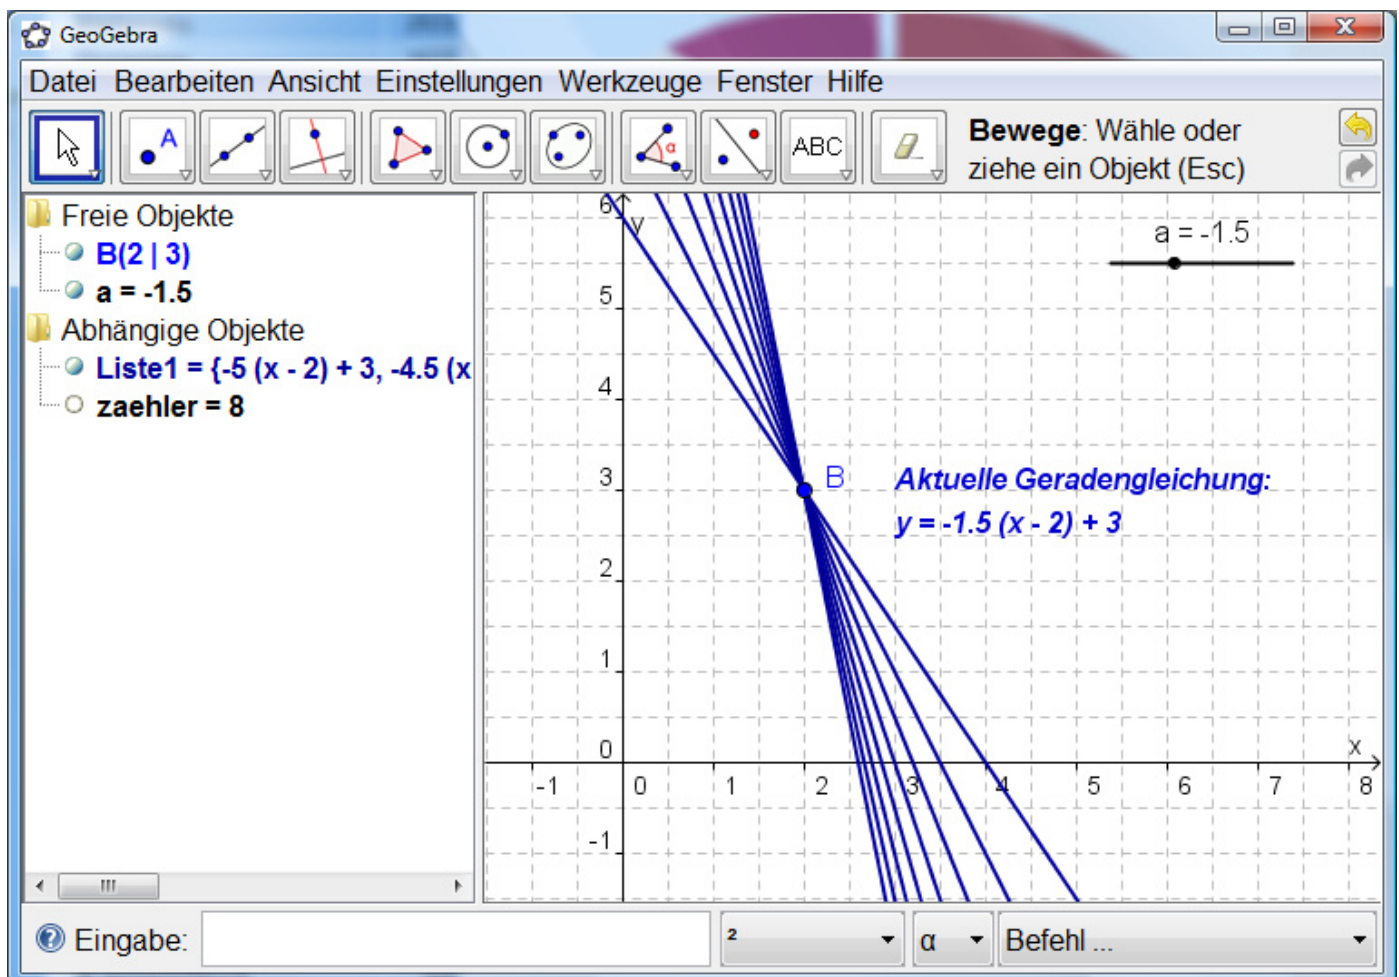 GeoGebra
Datei Bearbeiten Ansicht Einstellungen Werkzeuge Fenster Hilfe
A
α
ABC
Bewege: Wähle oder
ziehe ein Objekt (Esc)
Freie Objekte
B(2 | 3)
a = -1.5
Abhängige Objekte
Liste1 = {-5 (x - 2) + 3, -4.5 (x
zaehler = 8
6
y
a = -1.5
5
4
3
B
Aktuelle Geradengleichung:
y = -1.5 (x - 2) + 3
2
1
0
x
-1 0 1 2 3 4 5 6 7 8
-1
Eingabe:
²
α
Befehl ...